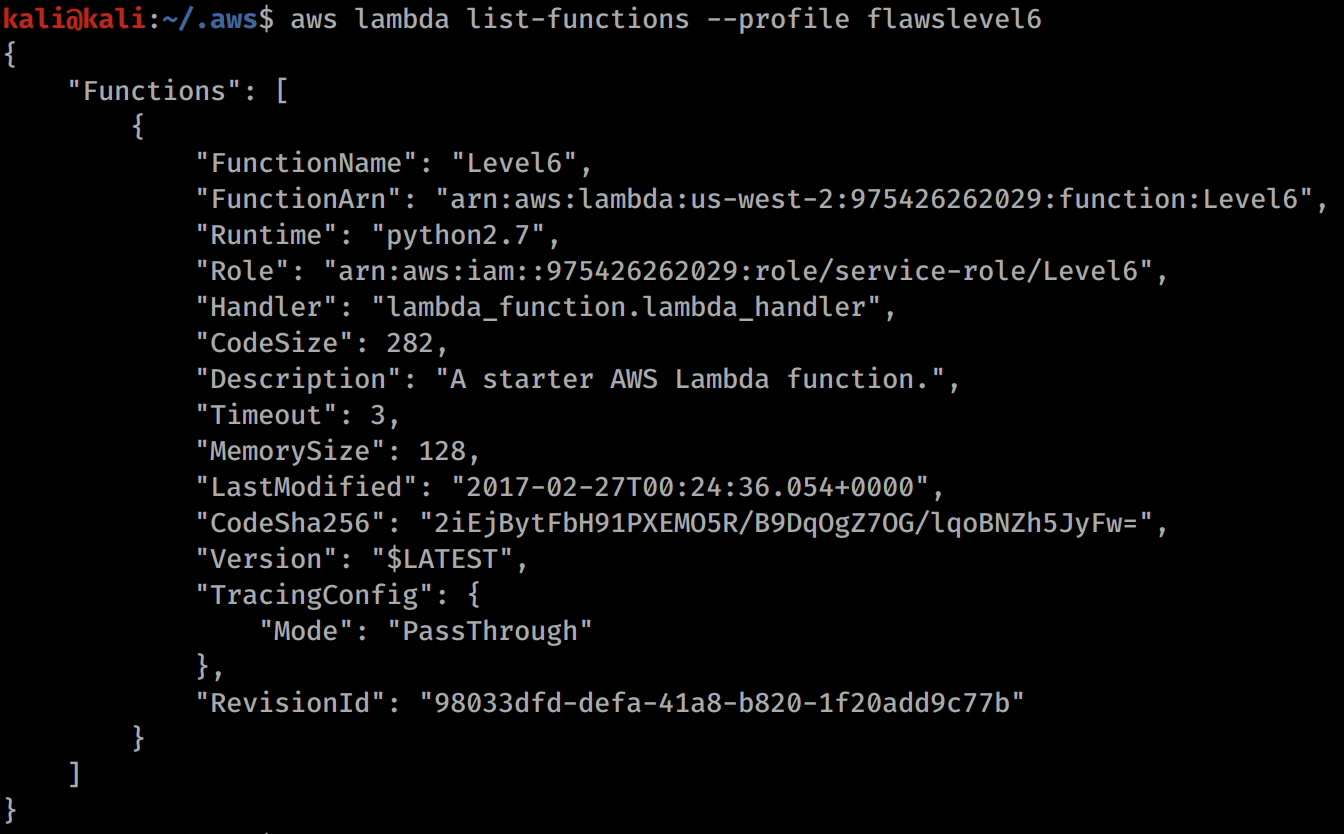 kali@kali:~/.aws$ aws lambda list-functions --profile flawslevel6
{
    "Functions": [
        {
            "FunctionName": "Level6",
            "FunctionArn": "arn:aws:lambda:us-west-2:975426262029:function:Level6",
            "Runtime": "python2.7",
            "Role": "arn:aws:iam::975426262029:role/service-role/Level6",
            "Handler": "lambda_function.lambda_handler",
            "CodeSize": 282,
            "Description": "A starter AWS Lambda function.",
            "Timeout": 3,
            "MemorySize": 128,
            "LastModified": "2017-02-27T00:24:36.054+0000",
            "CodeSha256": "2iEjBytFbH91PXEMO5R/B9DqOgZ7OG/lqoBNZh5JyFw=",
            "Version": "$LATEST",
            "TracingConfig": {
                "Mode": "PassThrough"
            },
            "RevisionId": "98033dfd-defa-41a8-b820-1f20add9c77b"
        }
    ]
}